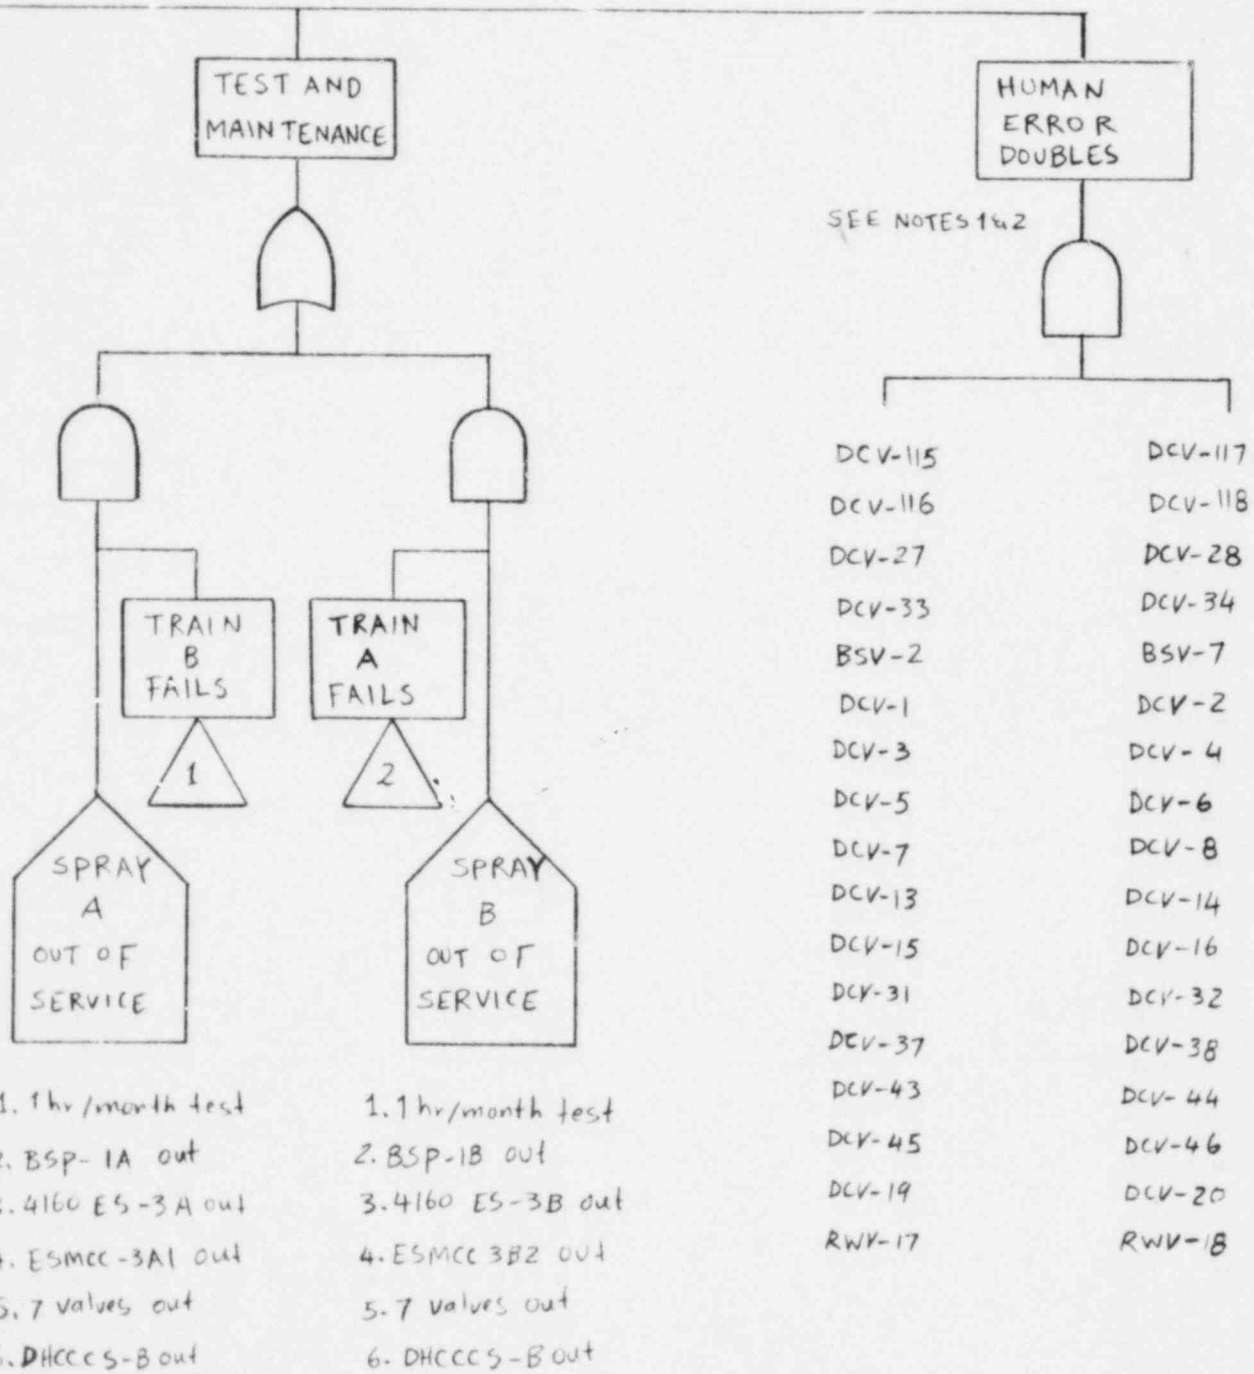 TEST AND
MAINTENANCE
HUMAN
ERROR
DOUBLES
SEE NOTES 1&2
TRAIN
B
FAILS
1
TRAIN
A
FAILS
2
SPRAY
A
OUT OF
SERVICE
SPRAY
B
OUT OF
SERVICE
1. 1hr/month test
2. BSP-1A out
3. 4160 ES-3A out
4. ESMCC-3A1 out
5. 7 valves out
6. DHCCCS-B out
1. 1hr/month test
2. BSP-1B out
3. 4160 ES-3B out
4. ESMCC 3B2 out
5. 7 valves out
6. DHCCCS-B out
DCV-115 DCV-117
DCV-116 DCV-118
DCV-27 DCV-28
DCV-33 DCV-34
BSV-2 BSV-7
DCV-1 DCV-2
DCV-3 DCV-4
DCV-5 DCV-6
DCV-7 DCV-8
DCV-13 DCV-14
DCV-15 DCV-16
DCV-31 DCV-32
DCV-37 DCV-38
DCV-43 DCV-44
DCV-45 DCV-46
DCV-19 DCV-20
RWV-17 RWV-18